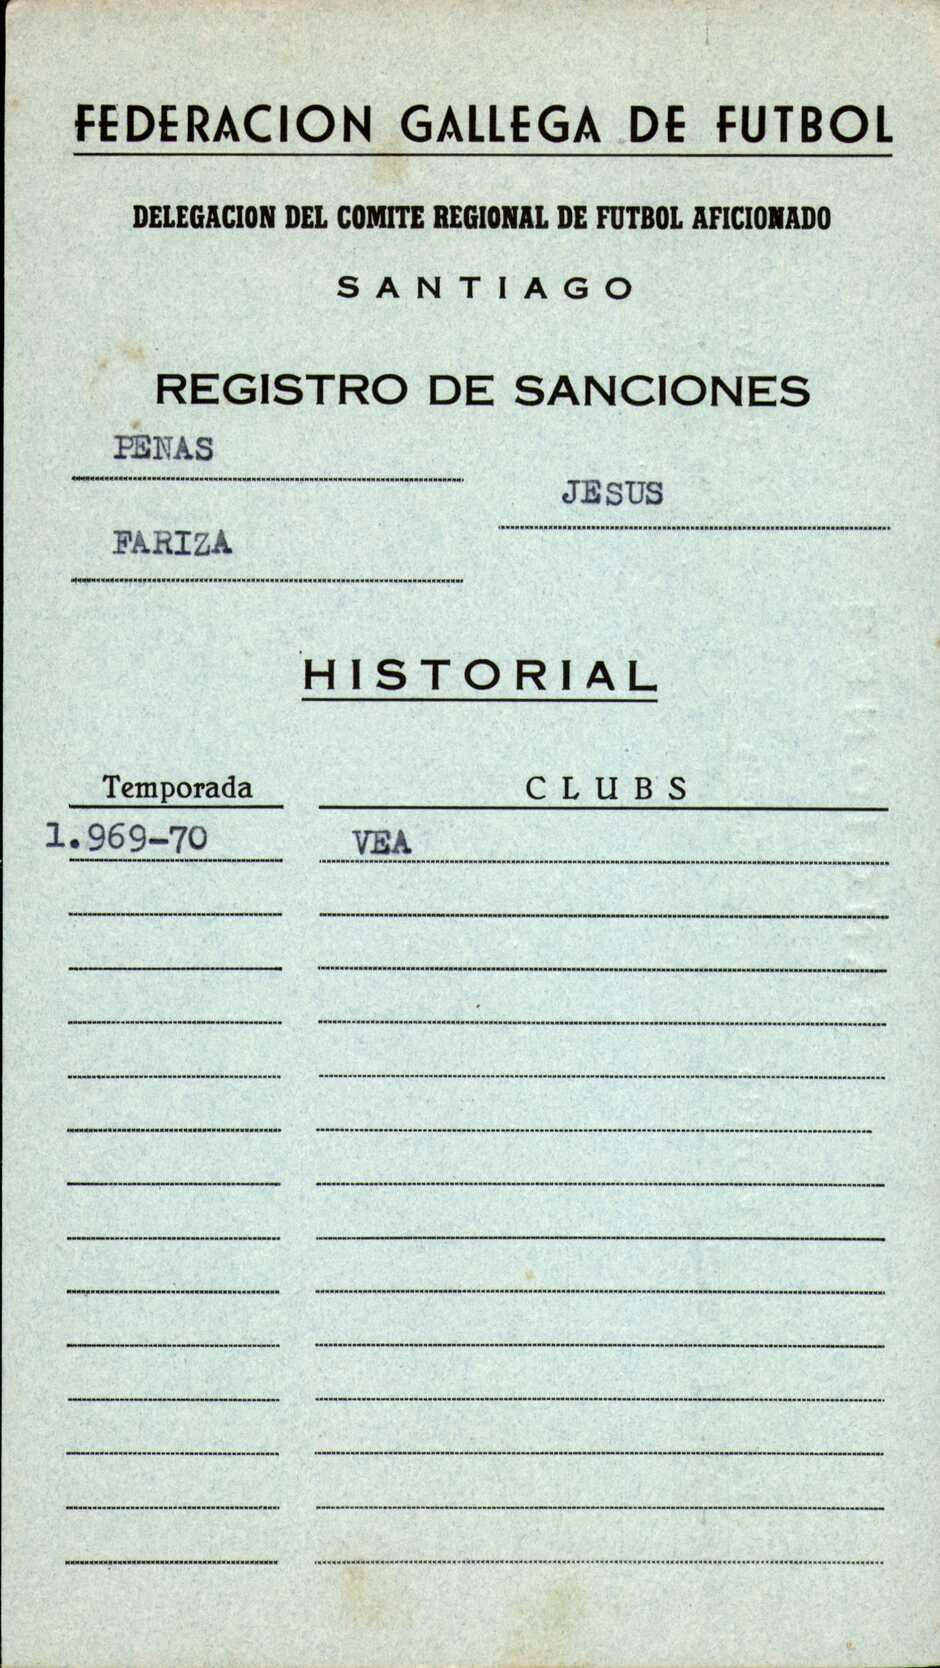 FEDERACION GALLEGA DE FUTBOL
DELEGACION DEL COMITE REGIONAL DE FUTBOL AFICIONADO
SANTIAGO
REGISTRO DE SANCIONES
PENAS
JESUS
FARIZA
HISTORIAL
Temporada CLUBS
1.969-70 VEA